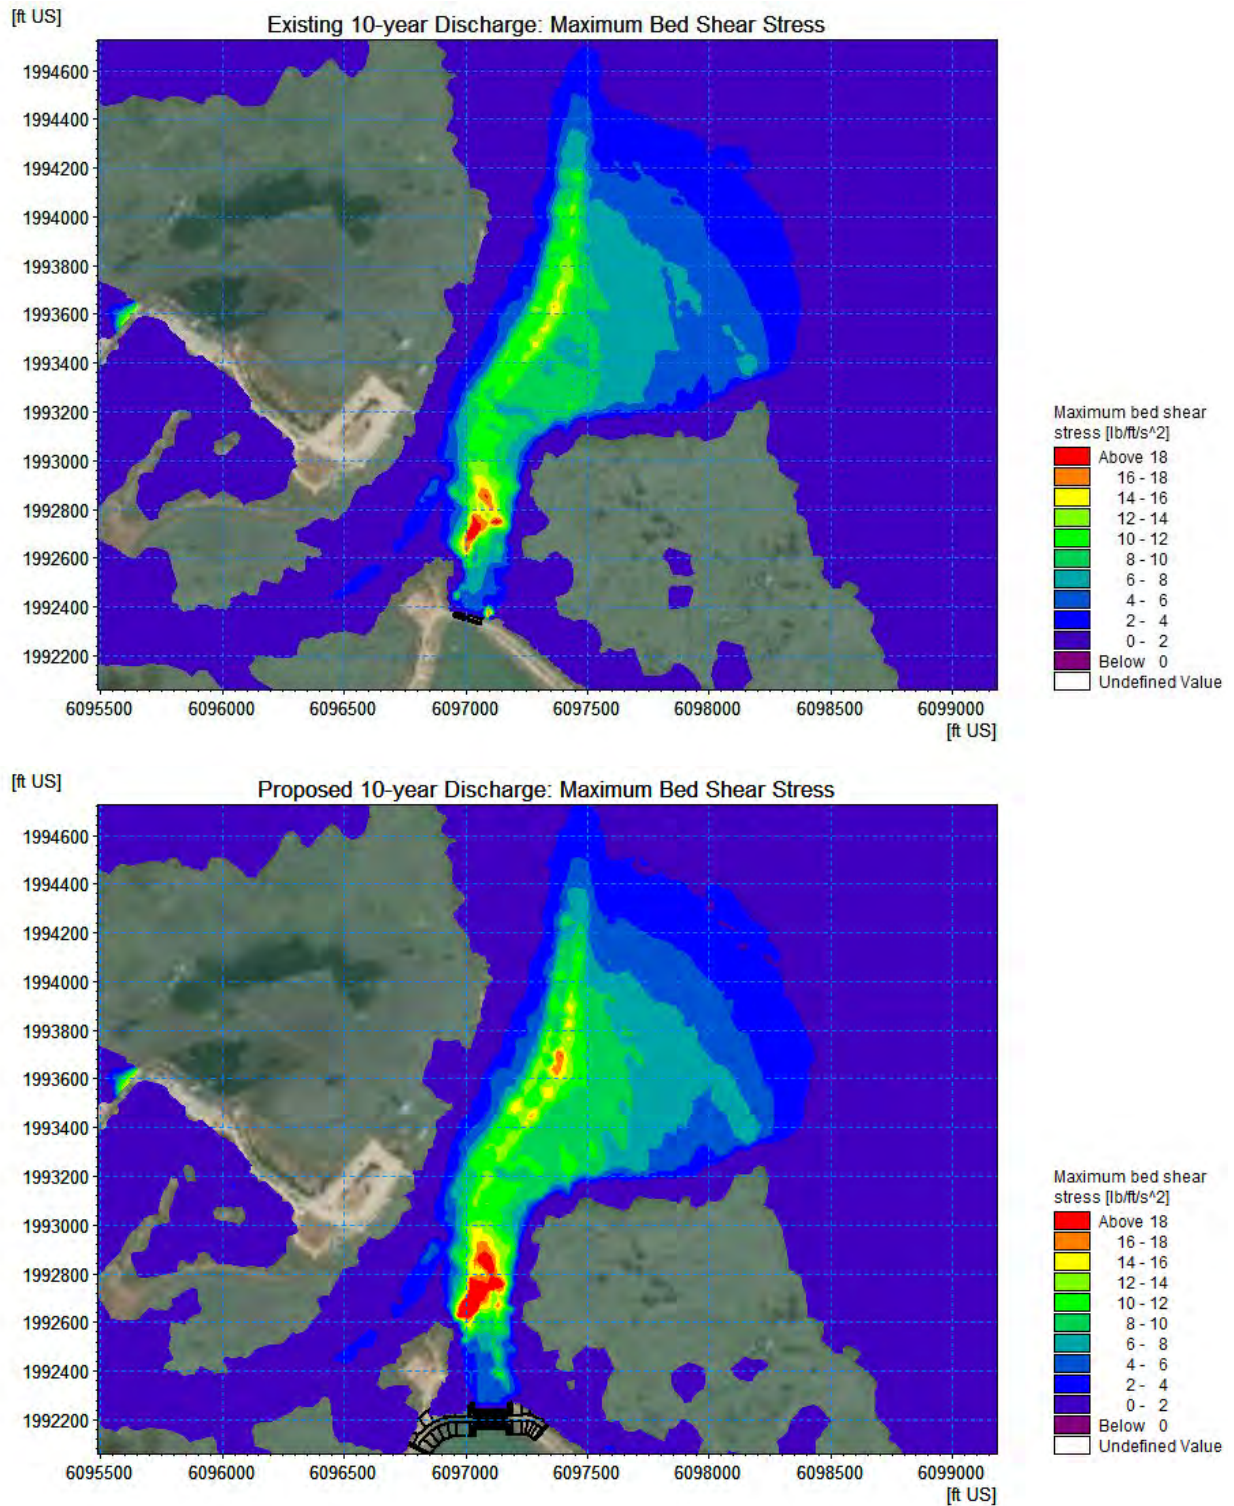 [ft US]
Existing 10-year Discharge: Maximum Bed Shear Stress
1994600
1994400
1994200
1994000
1993800
1993600
1993400
1993200
1993000
1992800
1992600
1992400
1992200
6095500 6096000 6096500 6097000 6097500 6098000 6098500 6099000
[ft US]
Maximum bed shear
stress [lb/ft/s^2]
Above 18
16 - 18
14 - 16
12 - 14
10 - 12
8 - 10
6 - 8
4 - 6
2 - 4
0 - 2
Below 0
Undefined Value
[ft US]
Proposed 10-year Discharge: Maximum Bed Shear Stress
1994600
1994400
1994200
1994000
1993800
1993600
1993400
1993200
1993000
1992800
1992600
1992400
1992200
6095500 6096000 6096500 6097000 6097500 6098000 6098500 6099000
[ft US]
Maximum bed shear
stress [lb/ft/s^2]
Above 18
16 - 18
14 - 16
12 - 14
10 - 12
8 - 10
6 - 8
4 - 6
2 - 4
0 - 2
Below 0
Undefined Value